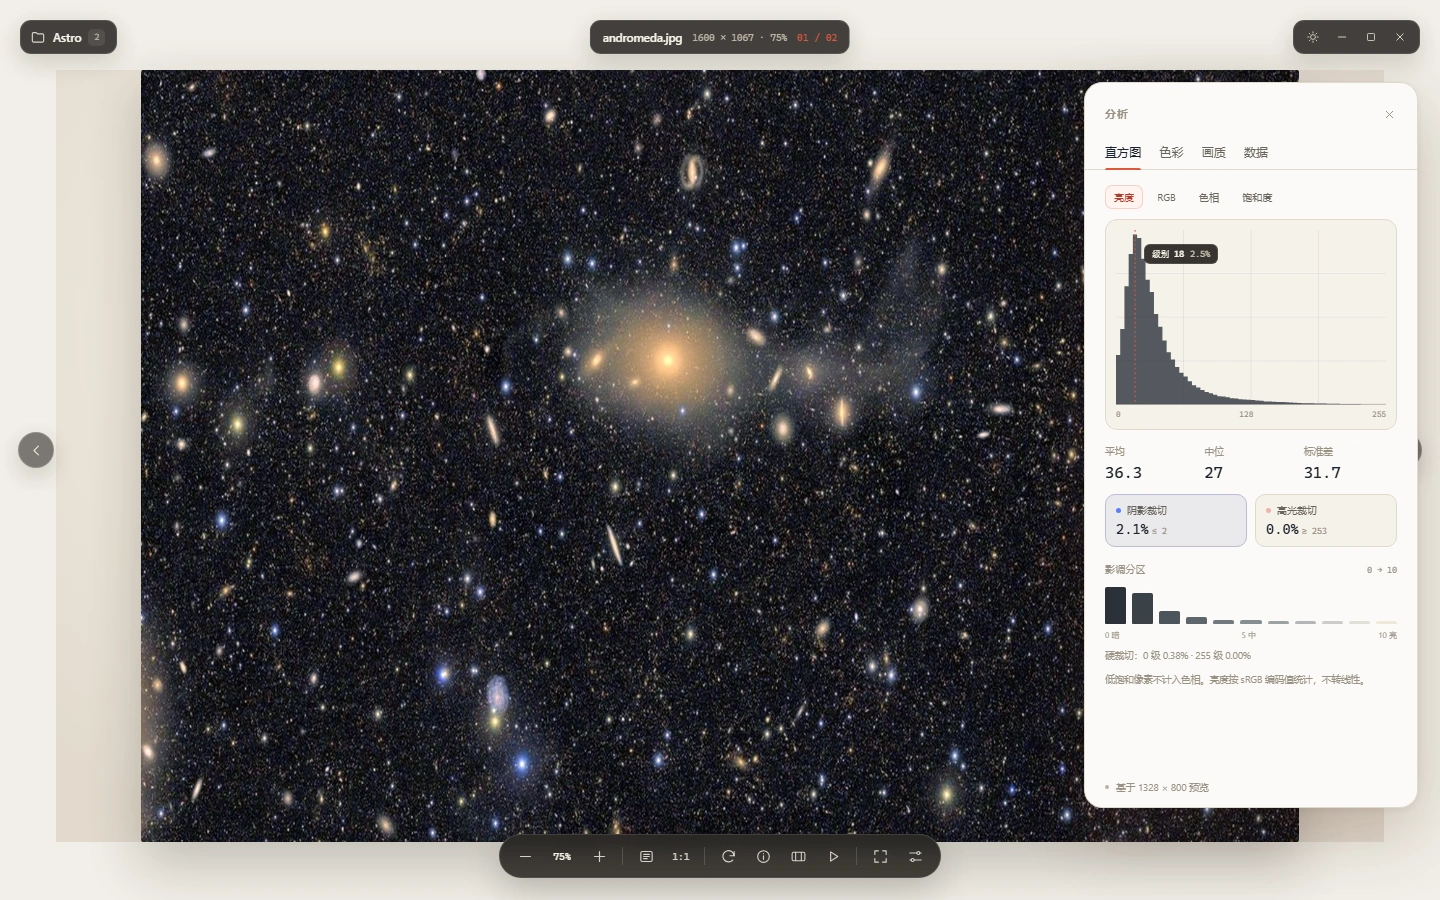 Astro 2
andromeda.jpg 1600 × 1067 · 75% 01 / 02
分析
直方图 色彩 画质 数据
亮度 RGB 色相 饱和度
级别 18 2.5%
0 128 255
平均 中位 标准差
36.3 27 31.7
阴影裁切 高光裁切
2.1% ≤ 2 0.0% ≥ 253
影调分区 0 → 10
0 暗 5 中 10 亮
硬裁切：0 级 0.38% · 255 级 0.00%
低饱和像素不计入色相。亮度按 sRGB 编码值统计，不转线性。
基于 1328 × 800 预览
75% 1:1